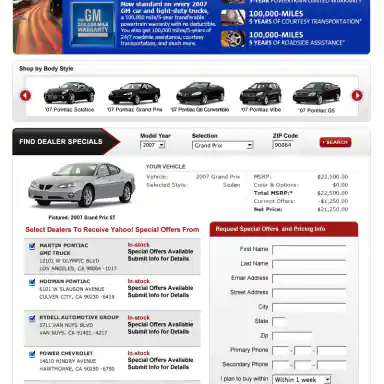 Now standard on every 2007
GM car and light-duty trucks,
a 100,000 mile/5-year transferable
powertrain warranty with no deductible.
You also get 100,000 miles/5-years of
24/7 roadside assistance, courtesy
transportation, and much more.
GM
100,000 MILE
WARRANTY
5 YEAR POWERTRAIN LIMITED WARRANTY*
100,000-MILES
5 YEARS OF COURTESY TRANSPORTATION*
100,000-MILES
5 YEARS OF ROADSIDE ASSISTANCE*
Shop by Body Style
'07 Pontiac Solstice
'07 Pontiac Grand Prix
'07 Pontiac G6 Convertible
'07 Pontiac Vibe
'07 Pontiac G5
FIND DEALER SPECIALS
Model Year
2007
Selection
Grand Prix
ZIP Code
90064
SEARCH
YOUR VEHICLE
Vehicle: 2007 Grand Prix
Selected Style: Sedan
MSRP: $22,500.00
Color & Options: $0.00
Total MSRP:* $22,500.00
Current Offers: -$1,250.00
Net Price: $21,250.00
Pictured: 2007 Grand Prix GT
Select Dealers To Receive Yahoo! Special Offers From
MARTIN PONTIAC
GMC TRUCK
12101 W OLYMPIC BLVD
LOS ANGELES, CA 90064 -1017
In-stock
Special Offers Available
Submit Info for Details
HOOMAN PONTIAC
6101 W SLAUSON AVENUE
CULVER CITY, CA 90230 -6419
In-stock
Special Offers Available
Submit Info for Details
RYDELL AUTOMOTIVE GROUP
5711 VAN NUYS BLVD
VAN NUYS, CA 91401 -4217
In-stock
Special Offers Available
Submit Info for Details
POWER CHEVROLET
14610 HINDRY AVENUE
HAWTHORNE, CA 90250 -6750
In-stock
Special Offers Available
Submit Info for Details
Request Special Offers and Pricing Info
First Name
Last Name
Email Address
Street Address
City
State
Zip
Primary Phone
Secondary Phone
I plan to buy within Within 1 week